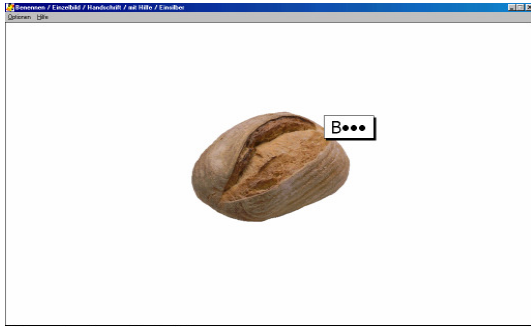 Benennen / Einzelbild / Handschrift / mit Hilfe / Einsilber
Optionen Hilfe
B●●●